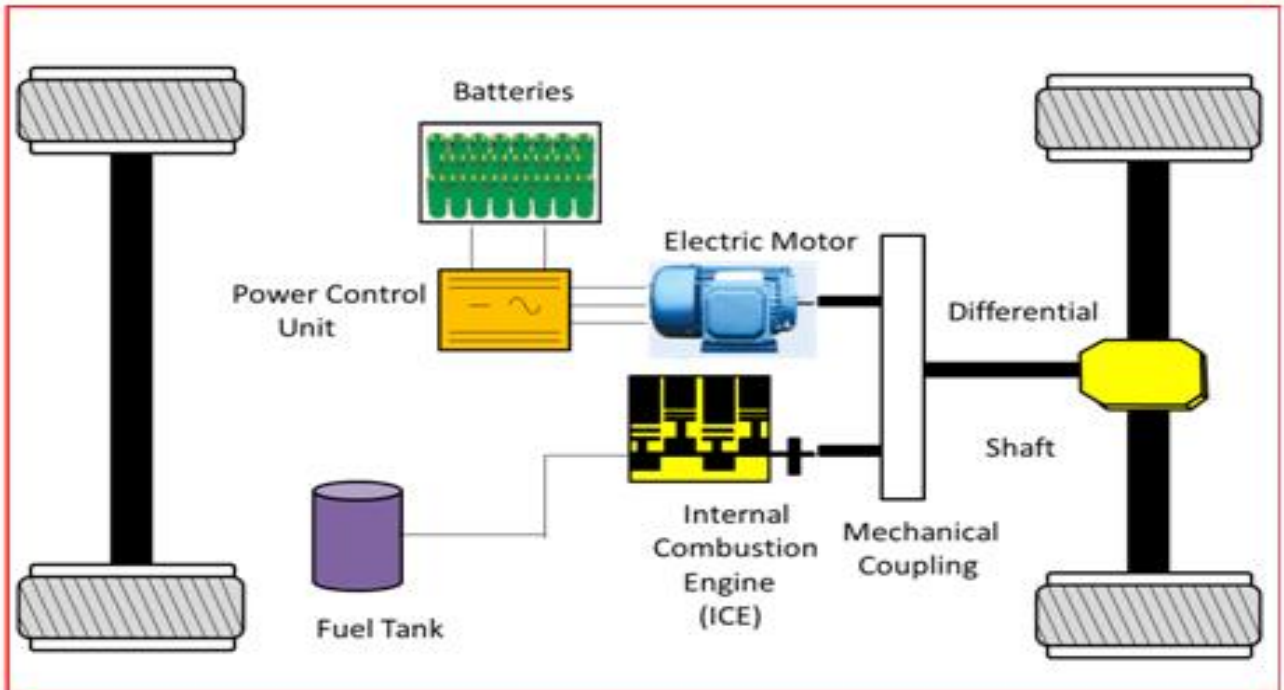 Batteries
Electric Motor
Power Control
Unit
Differential
Shaft
Internal
Combustion
Engine
(ICE)
Mechanical
Coupling
Fuel Tank